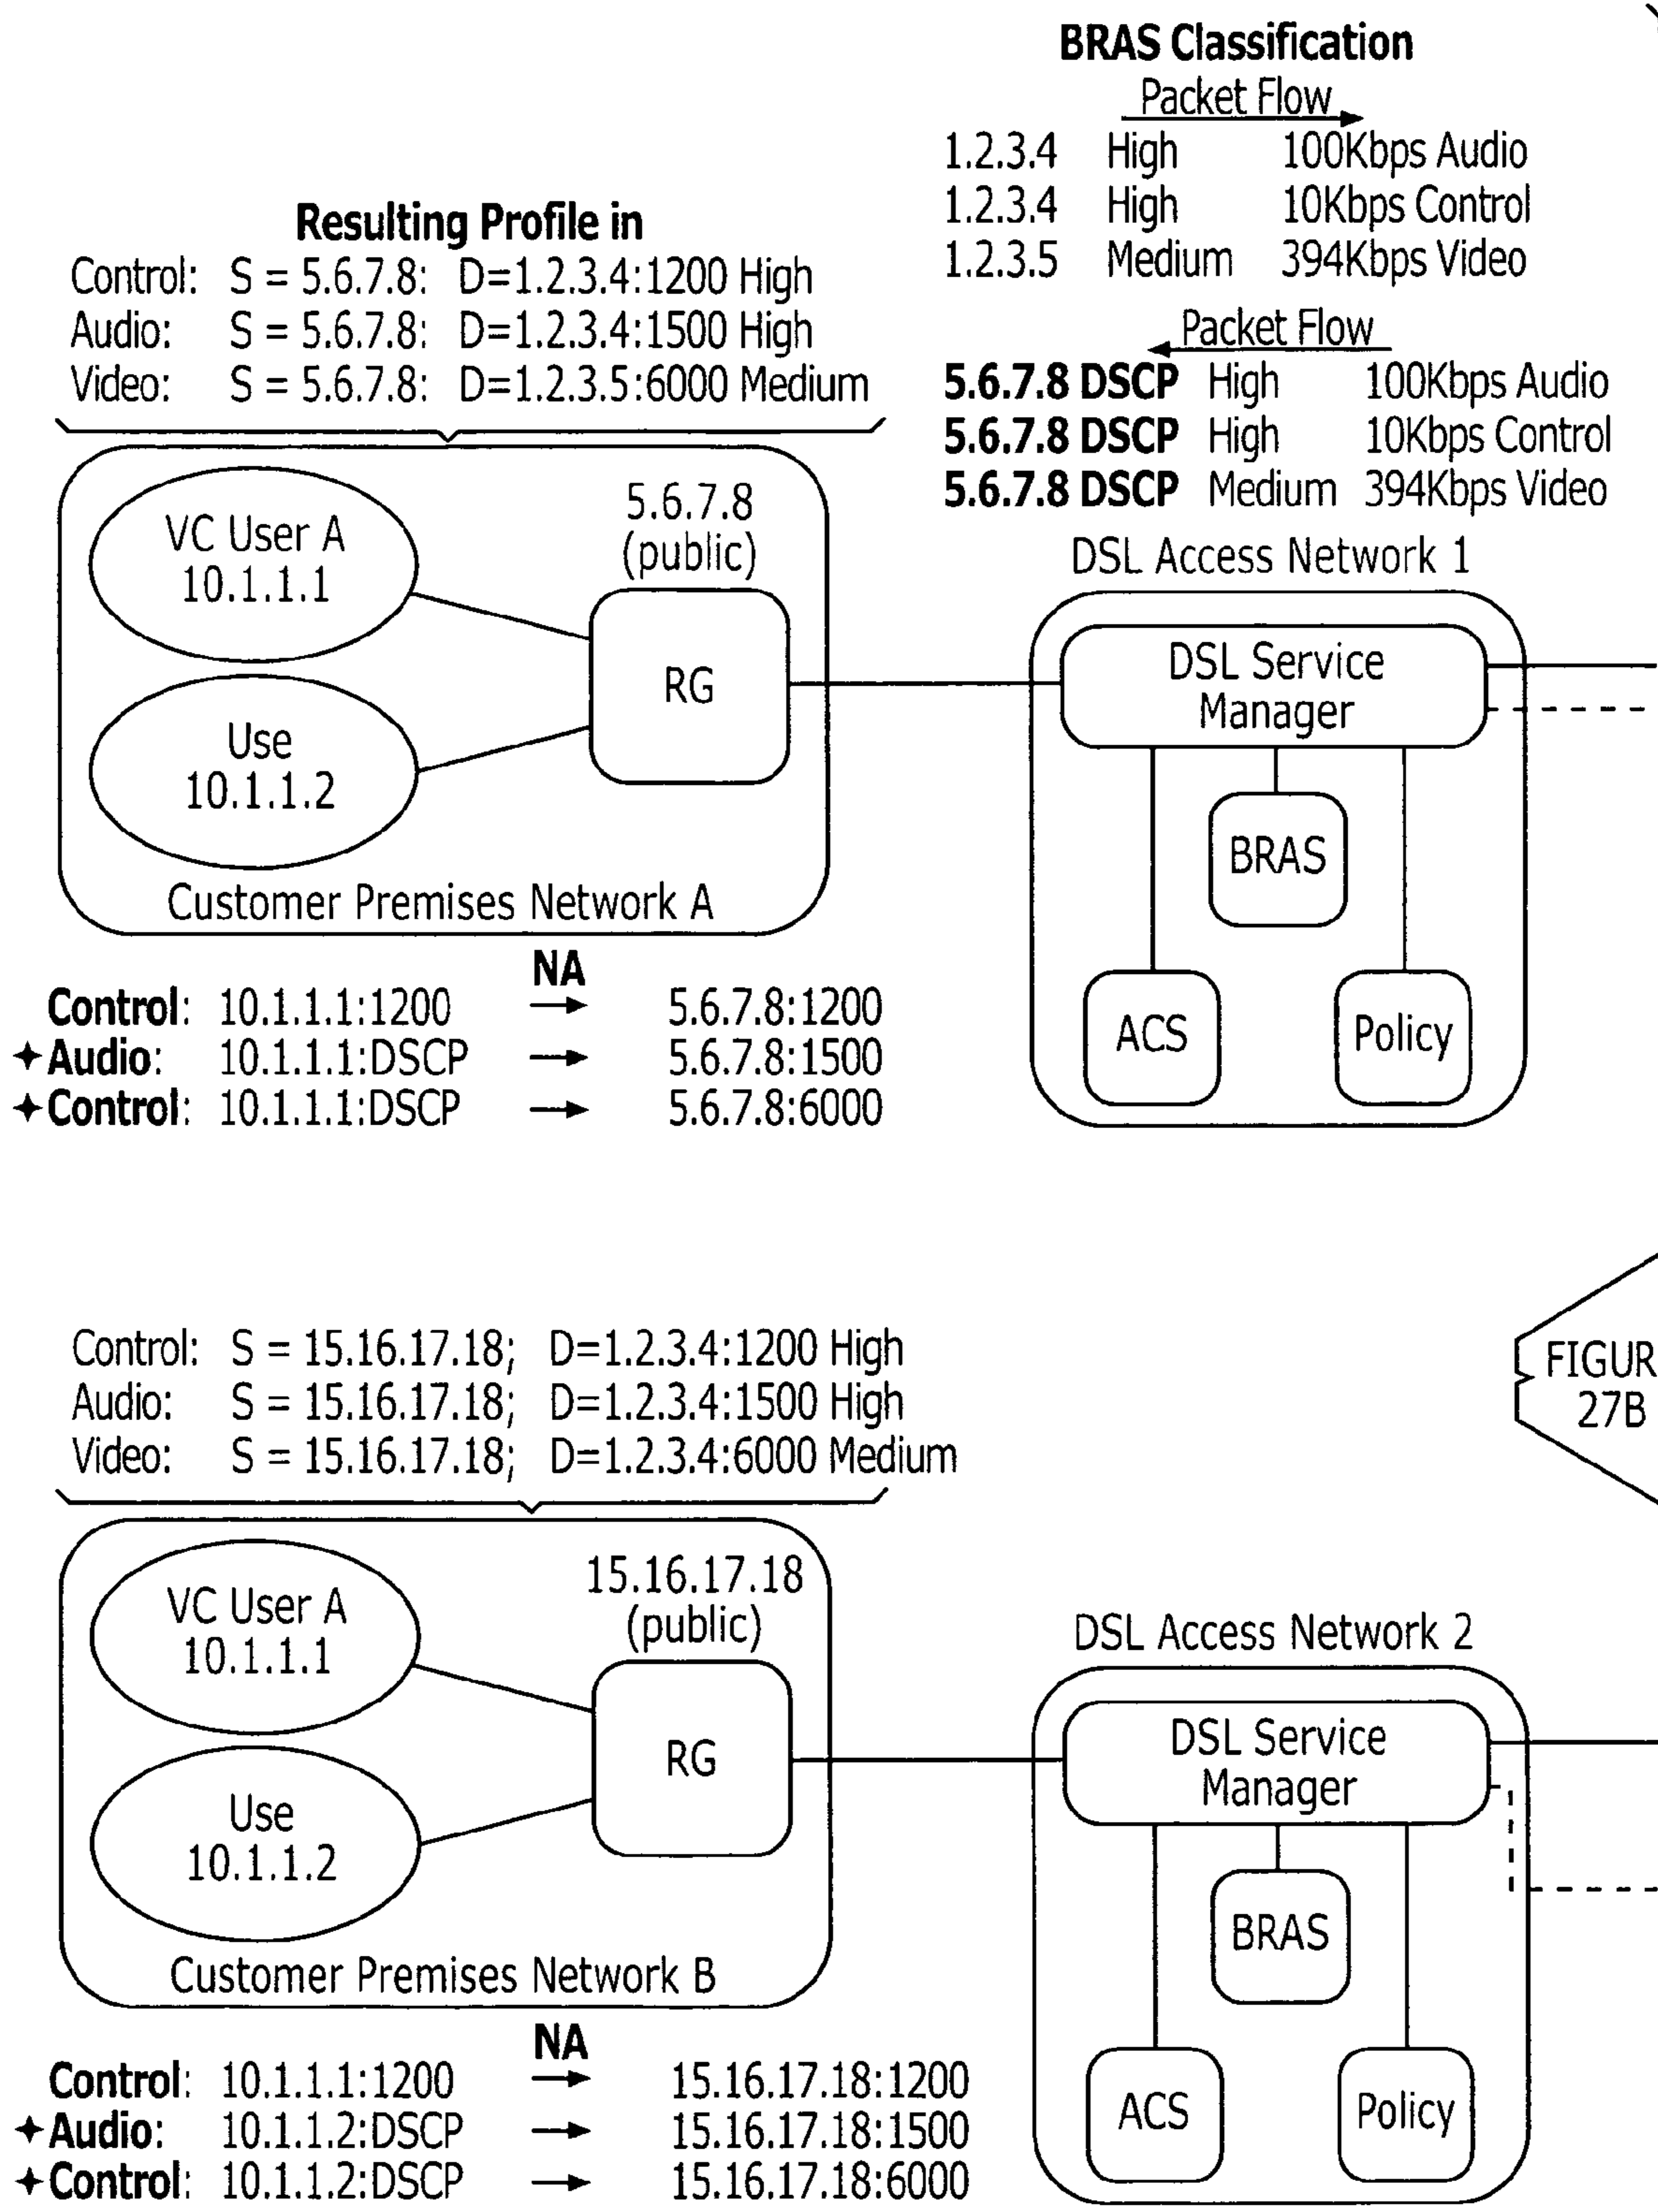 BRAS Classification
Packet Flow
1.2.3.4 High 100Kbps Audio
1.2.3.4 High 10Kbps Control
1.2.3.5 Medium 394Kbps Video
Packet Flow
5.6.7.8 DSCP High 100Kbps Audio
5.6.7.8 DSCP High 10Kbps Control
5.6.7.8 DSCP Medium 394Kbps Video
Resulting Profile in
Control: S = 5.6.7.8: D=1.2.3.4:1200 High
Audio: S = 5.6.7.8: D=1.2.3.4:1500 High
Video: S = 5.6.7.8: D=1.2.3.5:6000 Medium
VC User A
10.1.1.1
Use
10.1.1.2
5.6.7.8
(public)
RG
Customer Premises Network A
DSL Access Network 1
DSL Service
Manager
BRAS
ACS
Policy
NA
Control: 10.1.1.1:1200 → 5.6.7.8:1200
✦Audio: 10.1.1.1:DSCP → 5.6.7.8:1500
✦Control: 10.1.1.1:DSCP → 5.6.7.8:6000
FIGUR
27B
Control: S = 15.16.17.18; D=1.2.3.4:1200 High
Audio: S = 15.16.17.18; D=1.2.3.4:1500 High
Video: S = 15.16.17.18; D=1.2.3.4:6000 Medium
VC User A
10.1.1.1
Use
10.1.1.2
15.16.17.18
(public)
RG
Customer Premises Network B
DSL Access Network 2
DSL Service
Manager
BRAS
ACS
Policy
NA
Control: 10.1.1.1:1200 → 15.16.17.18:1200
✦Audio: 10.1.1.2:DSCP → 15.16.17.18:1500
✦Control: 10.1.1.2:DSCP → 15.16.17.18:6000